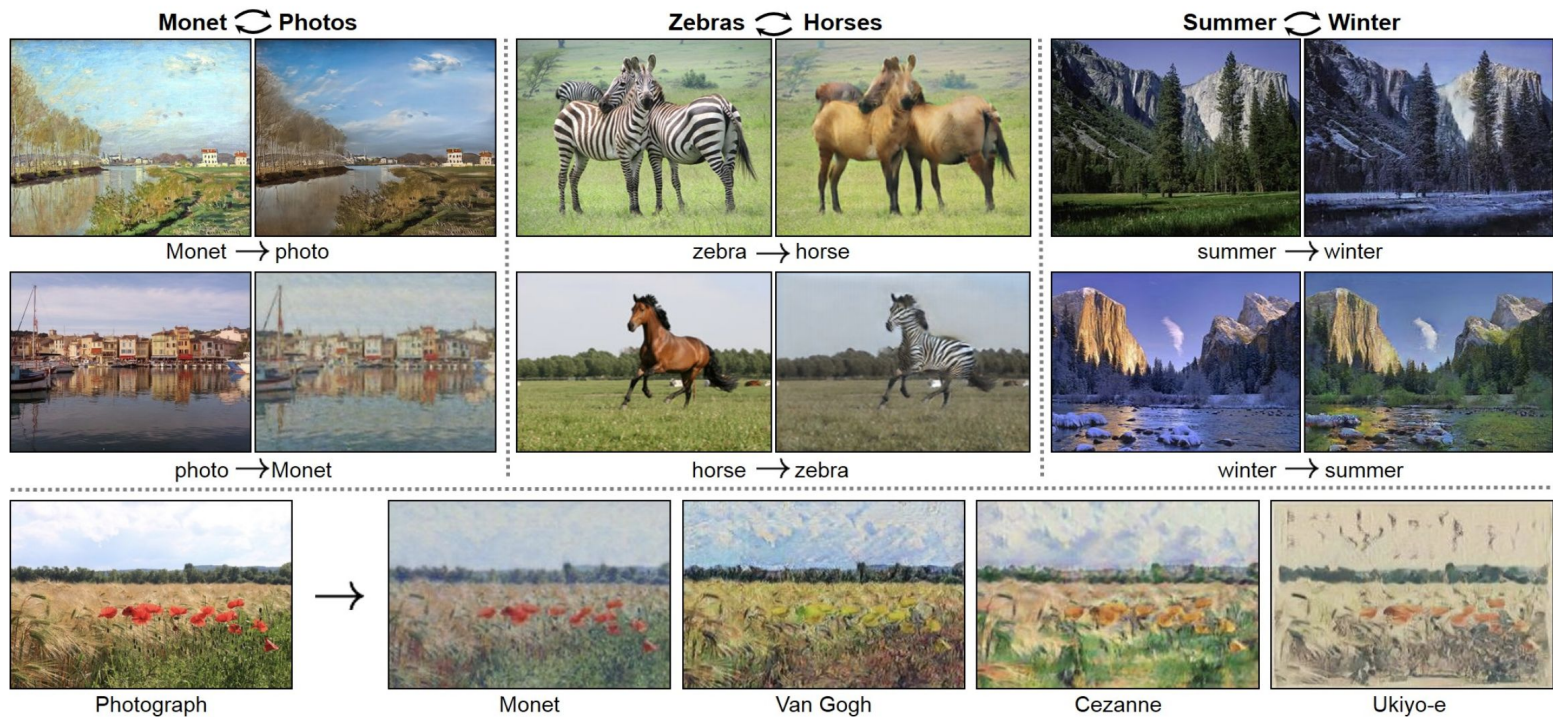 Monet Photos
Zebras Horses
Summer Winter
Monet → photo
zebra → horse
summer → winter
photo → Monet
horse → zebra
winter → summer
Photograph
Monet
Van Gogh
Cezanne
Ukiyo-e